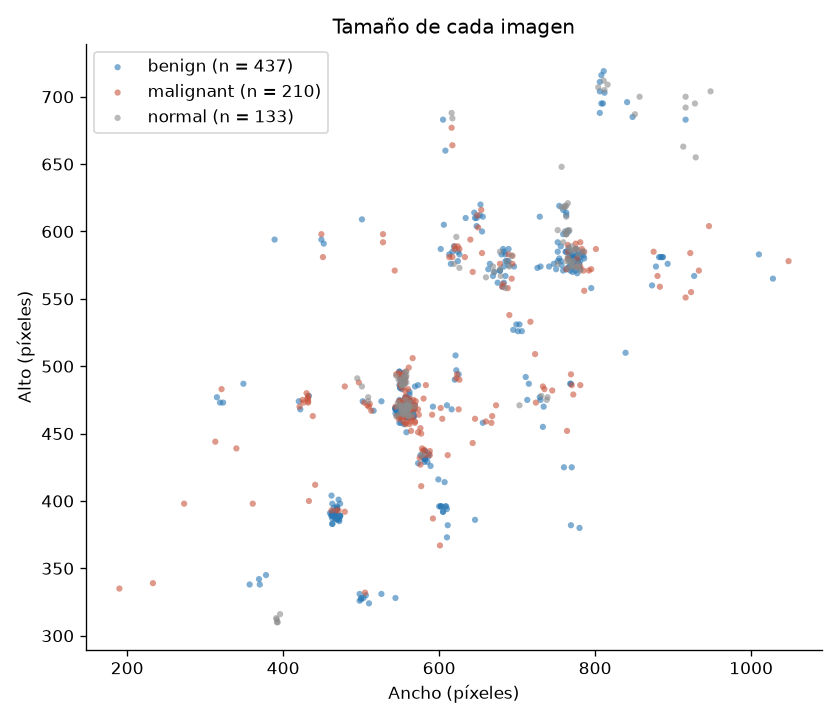 Tamaño de cada imagen
benign (n = 437)
malignant (n = 210)
normal (n = 133)
700
650
600
550
500
450
400
350
300
Alto (píxeles)
200 400 600 800 1000
Ancho (píxeles)